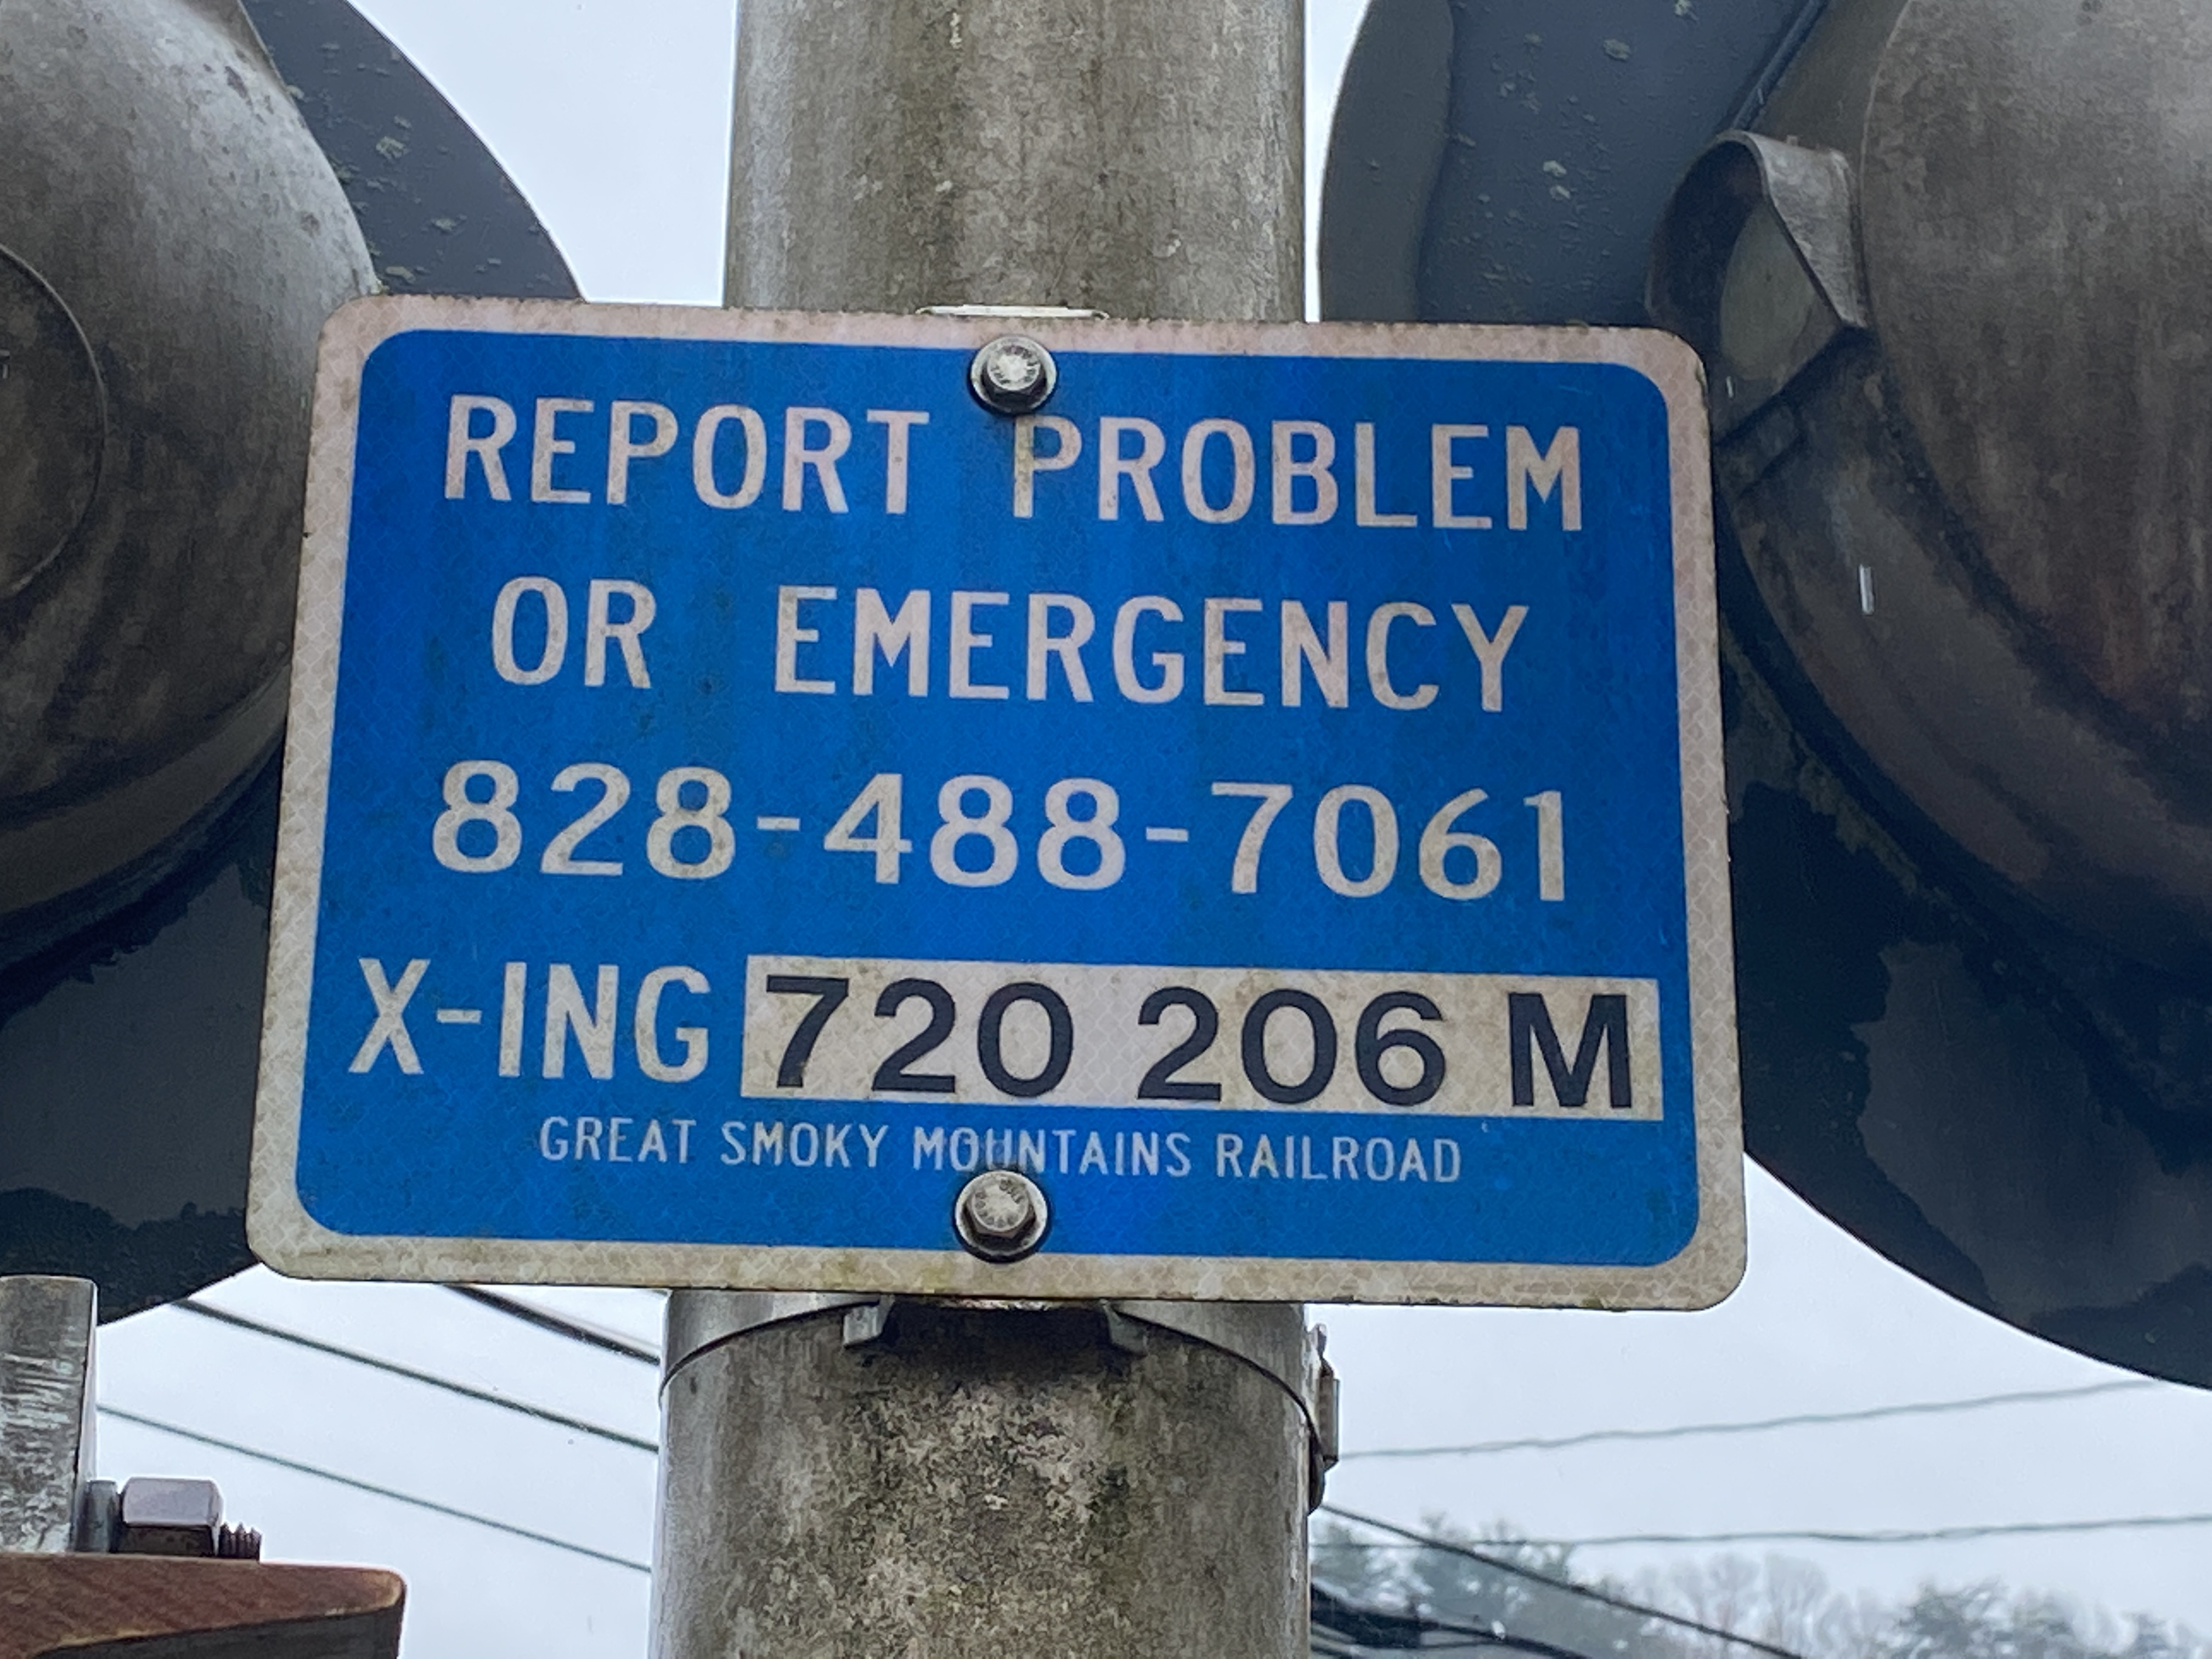 REPORT PROBLEM
OR EMERGENCY
828-488-7061
X-ING 720 206 M
GREAT SMOKY MOUNTAINS RAILROAD